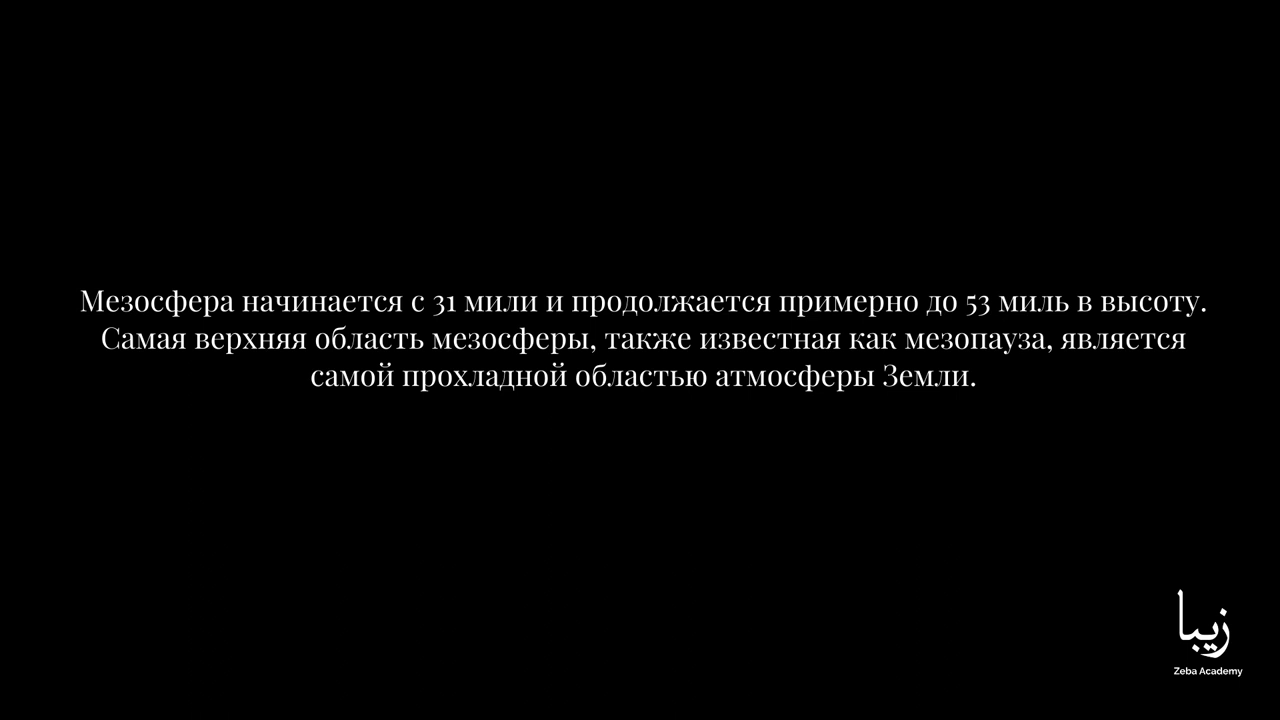 Мезосфера начинается с 31 мили и продолжается примерно до 53 миль в высоту.
Самая верхняя область мезосферы, также известная как мезопауза, является
самой прохладной областью атмосферы Земли.
زیبا
Zeba Academy